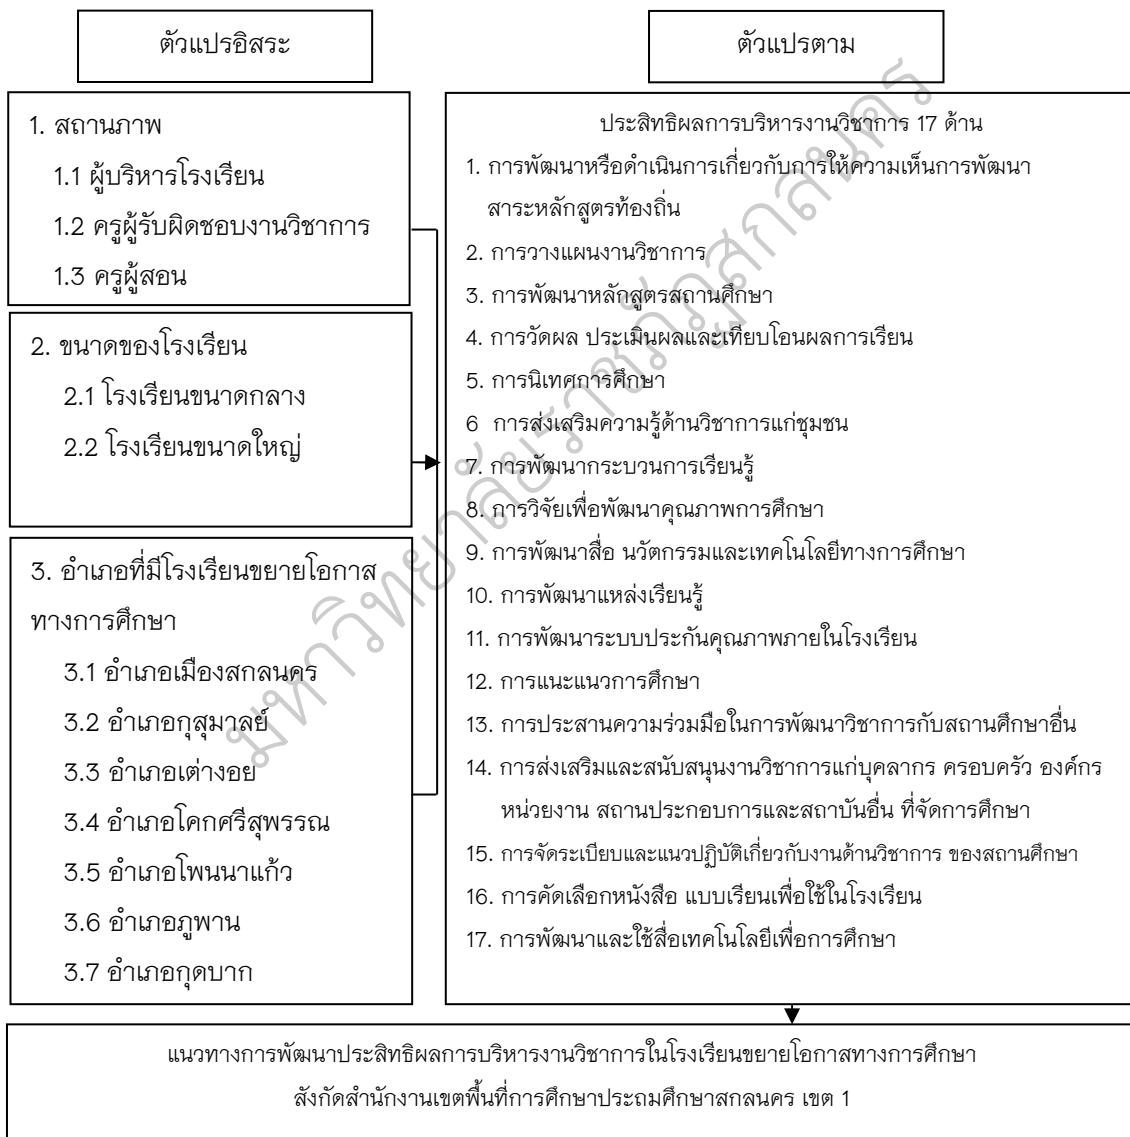 ตัวแปรอิสระ
1. สถานภาพ
1.1 ผู้บริหารโรงเรียน
1.2 ครูผู้รับผิดชอบงานวิชาการ
1.3 ครูผู้สอน
2. ขนาดของโรงเรียน
2.1 โรงเรียนขนาดกลาง
2.2 โรงเรียนขนาดใหญ่
3. อำเภอที่มีโรงเรียนขยายโอกาส
ทางการศึกษา
3.1 อำเภอเมืองสกลนคร
3.2 อำเภอกุสุมาลย์
3.3 อำเภอเต่างอย
3.4 อำเภอโคกศรีสุพรรณ
3.5 อำเภอโพนนาแก้ว
3.6 อำเภอภูพาน
3.7 อำเภอกุดบาก
ตัวแปรตาม
ประสิทธิผลการบริหารงานวิชาการ 17 ด้าน
1. การพัฒนาหรือดำเนินการเกี่ยวกับการให้ความเห็นการพัฒนา
สาระหลักสูตรท้องถิ่น
2. การวางแผนงานวิชาการ
3. การพัฒนาหลักสูตรสถานศึกษา
4. การวัดผล ประเมินผลและเทียบโอนผลการเรียน
5. การนิเทศการศึกษา
6 การส่งเสริมความรู้ด้านวิชาการแก่ชุมชน
7. การพัฒนากระบวนการเรียนรู้
8. การวิจัยเพื่อพัฒนาคุณภาพการศึกษา
9. การพัฒนาสื่อ นวัตกรรมและเทคโนโลยีทางการศึกษา
10. การพัฒนาแหล่งเรียนรู้
11. การพัฒนาระบบประกันคุณภาพภายในโรงเรียน
12. การแนะแนวการศึกษา
13. การประสานความร่วมมือในการพัฒนาวิชาการกับสถานศึกษาอื่น
14. การส่งเสริมและสนับสนุนงานวิชาการแก่บุคลากร ครอบครัว องค์กร
หน่วยงาน สถานประกอบการและสถาบันอื่น ที่จัดการศึกษา
15. การจัดระเบียบและแนวปฏิบัติเกี่ยวกับงานด้านวิชาการ ของสถานศึกษา
16. การคัดเลือกหนังสือ แบบเรียนเพื่อใช้ในโรงเรียน
17. การพัฒนาและใช้สื่อเทคโนโลยีเพื่อการศึกษา
แนวทางการพัฒนาประสิทธิผลการบริหารงานวิชาการในโรงเรียนขยายโอกาสทางการศึกษา
สังกัดสำนักงานเขตพื้นที่การศึกษาประถมศึกษาสกลนคร เขต 1
มหาวิทยาลัยราชภัฏสกลนคร